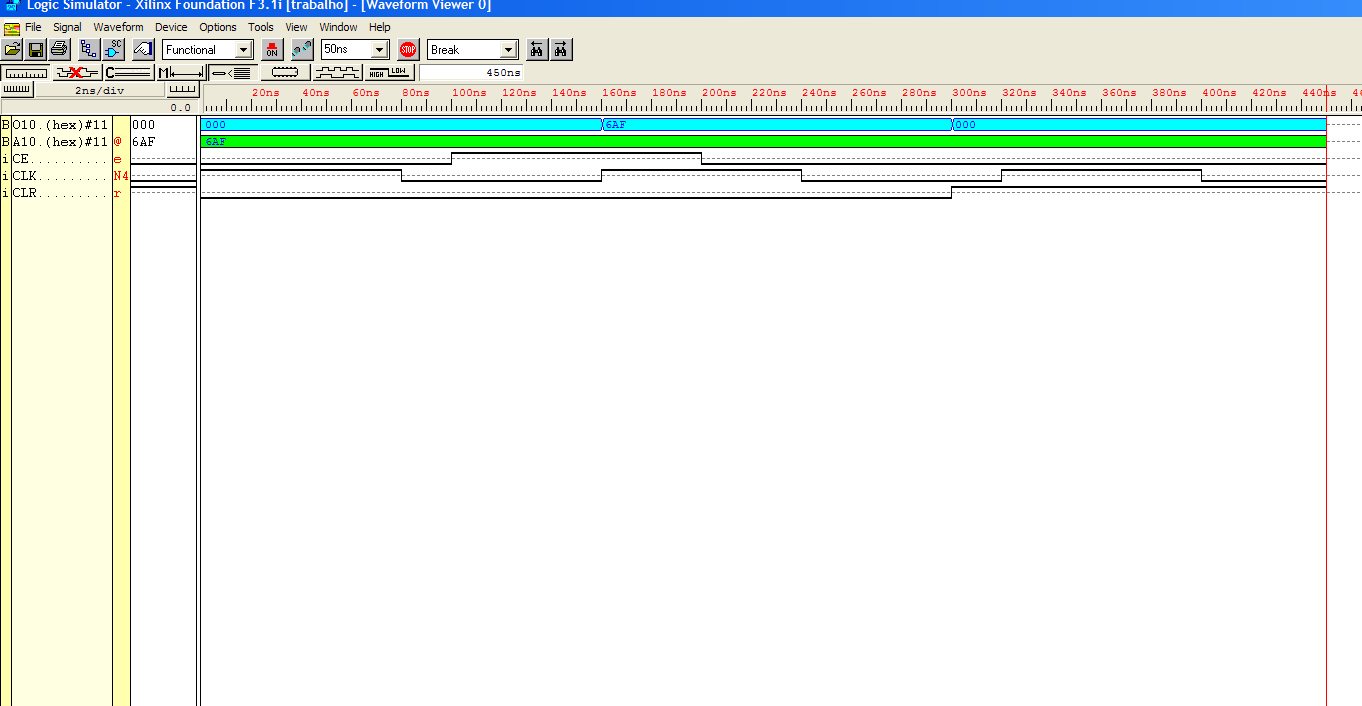 Logic Simulator - Xilinx Foundation F3.1i [trabalho] - [Waveform Viewer 0]
File Signal Waveform Device Options Tools View Window Help
SC Functional ON 50ns STOP Break
C M HIGH LOW 450ns
2ns/div
20ns 40ns 60ns 80ns 100ns 120ns 140ns 160ns 180ns 200ns 220ns 240ns 260ns 280ns 300ns 320ns 340ns 360ns 380ns 400ns 420ns 440ns 46
0.0
B O10.(hex)#11 000 000 6AF 000
B A10.(hex)#11 @ 6AF 6AF
i CE.......... e
i CLK......... N4
i CLR......... r